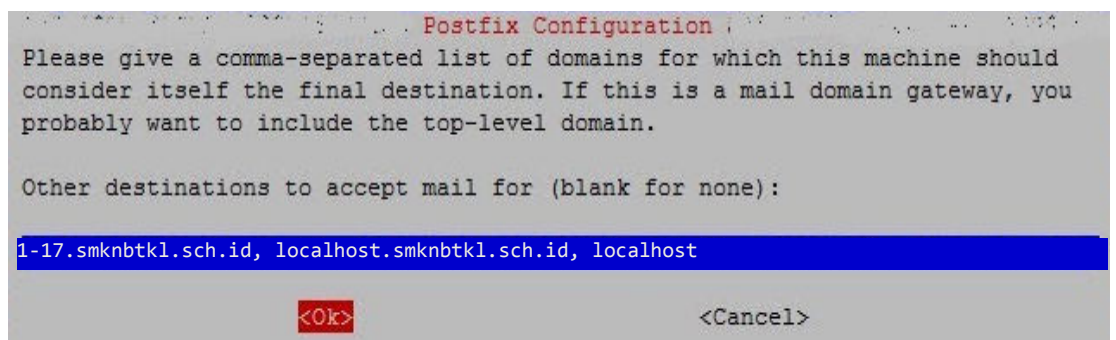 Postfix Configuration
Please give a comma-separated list of domains for which this machine should
consider itself the final destination. If this is a mail domain gateway, you
probably want to include the top-level domain.
Other destinations to accept mail for (blank for none):
1-17.smknbtkl.sch.id, localhost.smknbtkl.sch.id, localhost
<Ok> <Cancel>